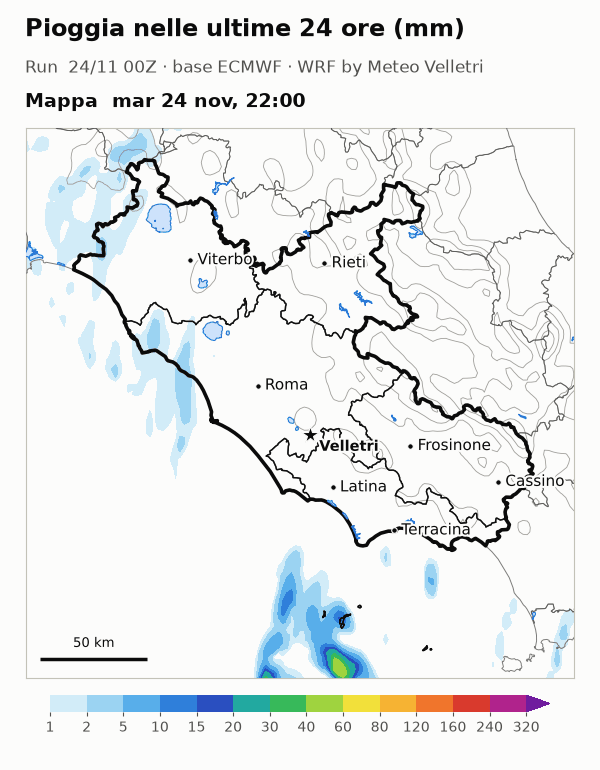 Pioggia nelle ultime 24 ore (mm)
Run  24/11 00Z · base ECMWF · WRF by Meteo Velletri
Mappa  mar 24 nov, 22:00
Viterbo
Rieti
Roma
Velletri
Frosinone
Latina
Cassino
Terracina
50 km
1 2 5 10 15 20 30 40 60 80 120 160 240 320